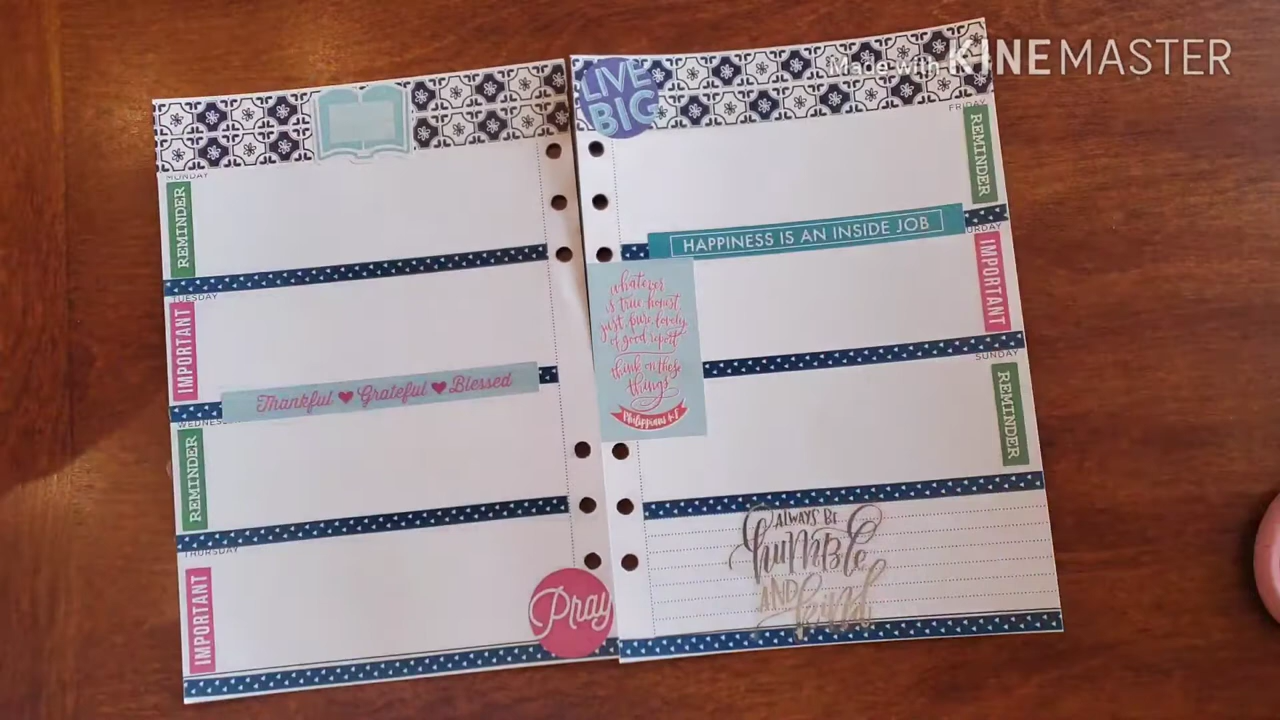 Made with KINEMASTER
MONDAY
REMINDER
TUESDAY
IMPORTANT
Thankful ♥ Grateful ♥ Blessed
REMINDER
THURSDAY
IMPORTANT
Pray
LIVE
BIG
FRIDAY
REMINDER
HAPPINESS IS AN INSIDE JOB
IMPORTANT
whatever
is true, honest,
just, pure, lovely
of good report
think on these
things
SUNDAY
REMINDER
ALWAYS BE
humble
AND kind